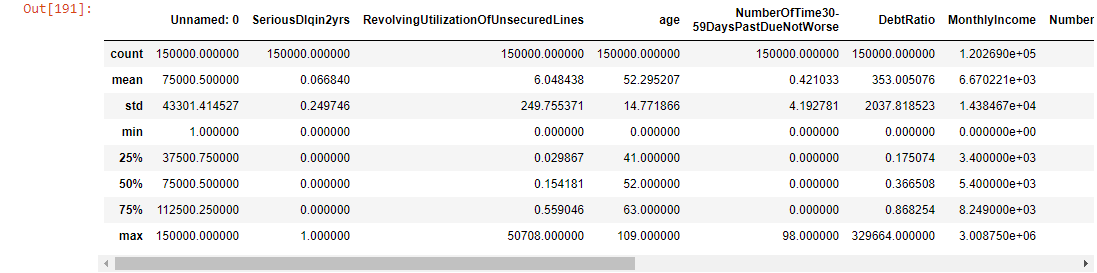 Out[191]:
Unnamed: 0 SeriousDlqin2yrs RevolvingUtilizationOfUnsecuredLines age NumberOfTime30- 59DaysPastDueNotWorse DebtRatio MonthlyIncome Number
count 150000.000000 150000.000000 150000.000000 150000.000000 150000.000000 150000.000000 1.202690e+05
mean 75000.500000 0.066840 6.048438 52.295207 0.421033 353.005076 6.670221e+03
std 43301.414527 0.249746 249.755371 14.771866 4.192781 2037.818523 1.438467e+04
min 1.000000 0.000000 0.000000 0.000000 0.000000 0.000000 0.000000e+00
25% 37500.750000 0.000000 0.029867 41.000000 0.000000 0.175074 3.400000e+03
50% 75000.500000 0.000000 0.154181 52.000000 0.000000 0.366508 5.400000e+03
75% 112500.250000 0.000000 0.559046 63.000000 0.000000 0.868254 8.249000e+03
max 150000.000000 1.000000 50708.000000 109.000000 98.000000 329664.000000 3.008750e+06